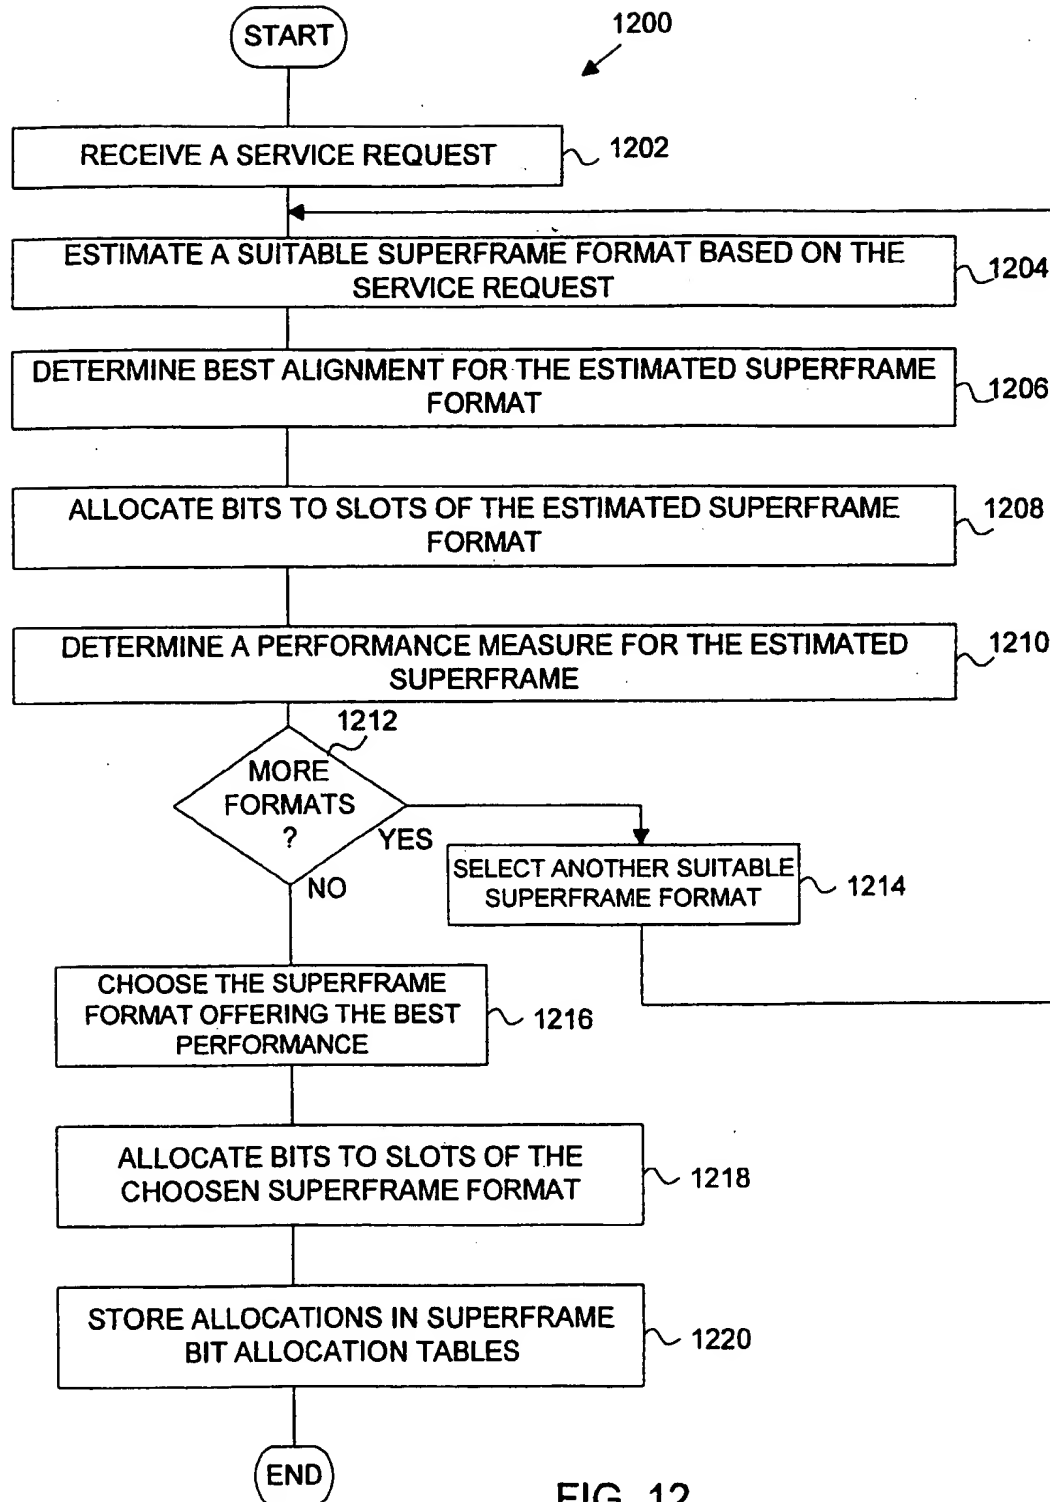 START
1200
RECEIVE A SERVICE REQUEST
1202
ESTIMATE A SUITABLE SUPERFRAME FORMAT BASED ON THE
SERVICE REQUEST
1204
DETERMINE BEST ALIGNMENT FOR THE ESTIMATED SUPERFRAME
FORMAT
1206
ALLOCATE BITS TO SLOTS OF THE ESTIMATED SUPERFRAME
FORMAT
1208
DETERMINE A PERFORMANCE MEASURE FOR THE ESTIMATED
SUPERFRAME
1210
1212
MORE
FORMATS
?
YES
NO
SELECT ANOTHER SUITABLE
SUPERFRAME FORMAT
1214
CHOOSE THE SUPERFRAME
FORMAT OFFERING THE BEST
PERFORMANCE
1216
ALLOCATE BITS TO SLOTS OF THE
CHOOSEN SUPERFRAME FORMAT
1218
STORE ALLOCATIONS IN SUPERFRAME
BIT ALLOCATION TABLES
1220
END
FIG. 12